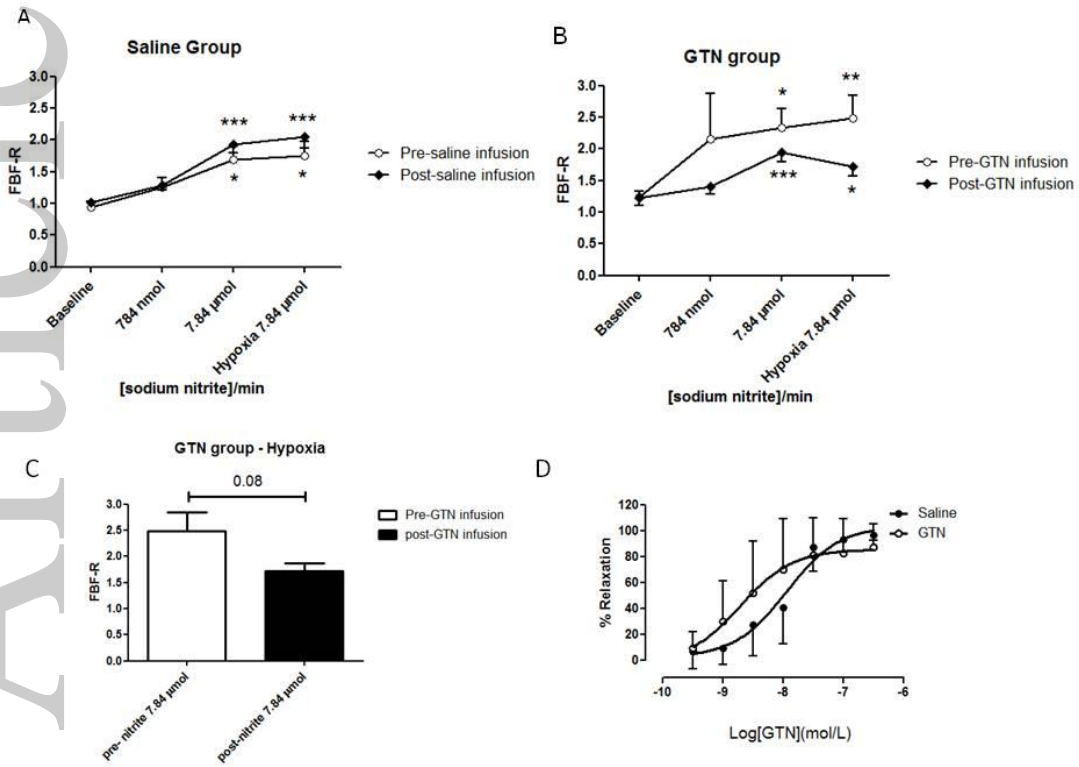 A
Saline Group
3.0
2.5
2.0
1.5
1.0
0.5
0.0
FBF-R
***
***
*
*
Pre-saline infusion
Post-saline infusion
Baseline
784 nmol
7.84 µmol
Hypoxia 7.84 µmol
[sodium nitrite]/min
B
GTN group
3.0
2.5
2.0
1.5
1.0
0.5
0.0
FBF-R
*
**
***
*
Pre-GTN infusion
Post-GTN infusion
Baseline
784 nmol
7.84 µmol
Hypoxia 7.84 µmol
[sodium nitrite]/min
C
GTN group - Hypoxia
0.08
3.0
2.5
2.0
1.5
1.0
0.5
0.0
FBF-R
Pre-GTN infusion
post-GTN infusion
pre- nitrite 7.84 µmol
post-nitrite 7.84 µmol
D
120
100
80
60
40
20
0
% Relaxation
Saline
GTN
-10
-9
-8
-7
-6
Log[GTN](mol/L)
Artic